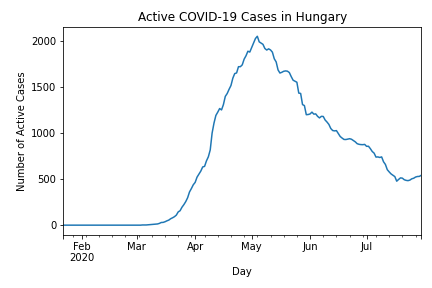 Active COVID-19 Cases in Hungary
Number of Active Cases
2000
1500
1000
500
0
Feb
2020
Mar
Apr
May
Jun
Jul
Day